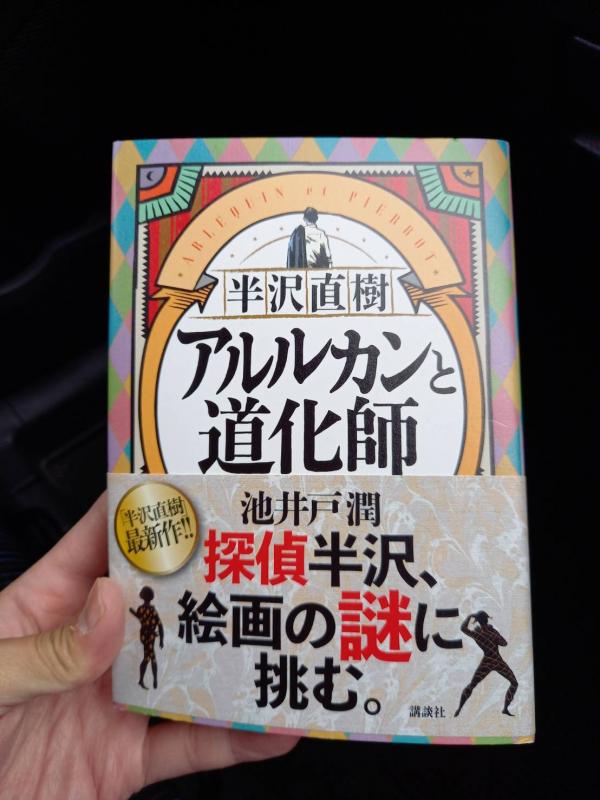 ARLEQUIN et PIERROT
半沢直樹
アルルカンと
道化師
池井戸潤
「半沢直樹」
最新作!!
探偵半沢、
絵画の謎に
挑む。
講談社